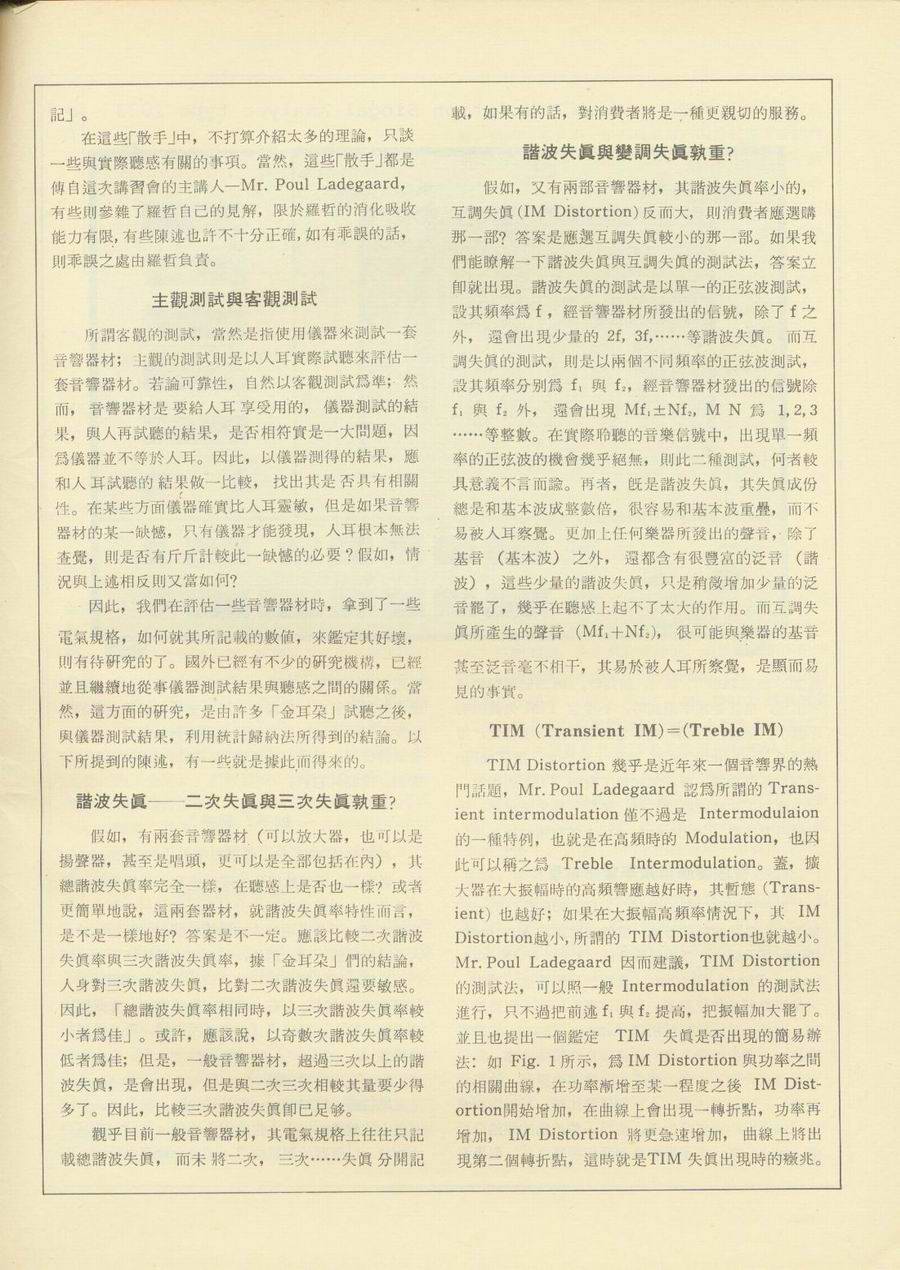 記」。
在這些「散手」中，不打算介紹太多的理論，只談
一些與實際聽感有關的事項。當然，這些「散手」都是
傳自這次講習會的主講人—Mr. Poul Ladegaard，
有些則參雜了羅哲自己的見解，限於羅哲的消化吸收
能力有限，有些陳述也許不十分正確，如有乖誤的話，
則乖誤之處由羅哲負責。
主觀測試與客觀測試
所謂客觀的測試，當然是指使用儀器來測試一套
音響器材；主觀的測試則是以人耳實際試聽來評估一
套音響器材。若論可靠性，自然以客觀測試爲準；然
而，音響器材是要給人耳享受用的，儀器測試的結
果，與人再試聽的結果，是否相符實是一大問題，因
爲儀器並不等於人耳。因此，以儀器測得的結果，應
和人耳試聽的結果做一比較，找出其是否具有相關
性。在某些方面儀器確實比人耳靈敏，但是如果音響
器材的某一缺憾，只有儀器才能發現，人耳根本無法
查覺，則是否有斤斤計較此一缺憾的必要？假如，情
況與上述相反則又當如何？
因此，我們在評估一些音響器材時，拿到了一些
電氣規格，如何就其所記載的數値，來鑑定其好壞，
則有待研究的了。國外已經有不少的研究機構，已經
並且繼續地從事儀器測試結果與聽感之間的關係。當
然，這方面的研究，是由許多「金耳朶」試聽之後，
與儀器測試結果，利用統計歸納法所得到的結論。以
下所提到的陳述，有一些就是據此而得來的。
諧波失眞——二次失眞與三次失眞孰重？
假如，有兩套音響器材（可以放大器，也可以是
揚聲器，甚至是唱頭，更可以是全部包括在內），其
總諧波失眞率完全一樣，在聽感上是否也一樣？或者
更簡單地說，這兩套器材，就諧波失眞率特性而言，
是不是一樣地好？答案是不一定。應該比較二次諧波
失眞率與三次諧波失眞率，據「金耳朶」們的結論，
人身對三次諧波失眞，比對二次諧波失眞還要敏感。
因此，「總諧波失眞率相同時，以三次諧波失眞率較
小者爲佳」。或許，應該說，以奇數次諧波失眞率較
低者爲佳；但是，一般音響器材，超過三次以上的諧
波失眞，是會出現，但是與二次三次相較其量要少得
多了。因此，比較三次諧波失眞卽已足够。
觀乎目前一般音響器材，其電氣規格上往往只記
載總諧波失眞，而未將二次，三次……失眞分開記
載，如果有的話，對消費者將是一種更親切的服務。
諧波失眞與變調失眞孰重？
假如，又有兩部音響器材，其諧波失眞率小的，
互調失眞(IM Distortion)反而大，則消費者應選購
那一部？答案是應選互調失眞較小的那一部。如果我
們能瞭解一下諧波失眞與互調失眞的測試法，答案立
卽就出現。諧波失眞的測試是以單一的正弦波測試，
設其頻率爲 f，經音響器材所發出的信號，除了 f 之
外，還會出現少量的 2f, 3f,……等諧波失眞。而互
調失眞的測試，則是以兩個不同頻率的正弦波測試，
設其頻率分別爲 f₁ 與 f₂，經音響器材發出的信號除
f₁ 與 f₂ 外，還會出現 Mf₁±Nf₂, M N 爲 1,2,3
……等整數。在實際聆聽的音樂信號中，出現單一頻
率的正弦波的機會幾乎絕無，則此二種測試，何者較
具意義不言而諭。再者，旣是諧波失眞，其失眞成份
總是和基本波成整數倍，很容易和基本波重疊，而不
易被人耳察覺。更加上任何樂器所發出的聲音，除了
基音（基本波）之外，還都含有很豐富的泛音（諧
波），這些少量的諧波失眞，只是稍微增加少量的泛
音罷了，幾乎在聽感上起不了太大的作用。而互調失
眞所產生的聲音（Mf₁+Nf₂），很可能與樂器的基音
甚至泛音毫不相干，其易於被人耳所察覺，是顯而易
見的事實。
TIM (Transient IM)=(Treble IM)
TIM Distortion 幾乎是近年來一個音響界的熱
門話題，Mr. Poul Ladegaard 認爲所謂的 Trans-
ient intermodulation 僅不過是 Intermodulaion
的一種特例，也就是在高頻時的 Modulation，也因
此可以稱之爲 Treble Intermodulation。蓋，擴
大器在大振幅時的高頻響應越好時，其暫態 (Trans-
ient) 也越好；如果在大振幅高頻率情況下，其 IM
Distortion越小，所謂的 TIM Distortion也就越小。
Mr. Poul Ladegaard 因而建議，TIM Distortion
的測試法，可以照一般 Intermodulation 的測試法
進行，只不過把前述 f₁ 與 f₂ 提高，把振幅加大罷了。
並且也提出一個鑑定 TIM 失眞是否出現的簡易辦
法：如 Fig. 1 所示，爲 IM Distortion 與功率之間
的相關曲線，在功率漸增至某一程度之後 IM Dist-
ortion開始增加，在曲線上會出現一轉折點，功率再
增加，IM Distortion 將更急速增加，曲線上將出
現第二個轉折點，這時就是TIM 失眞出現時的癥兆。